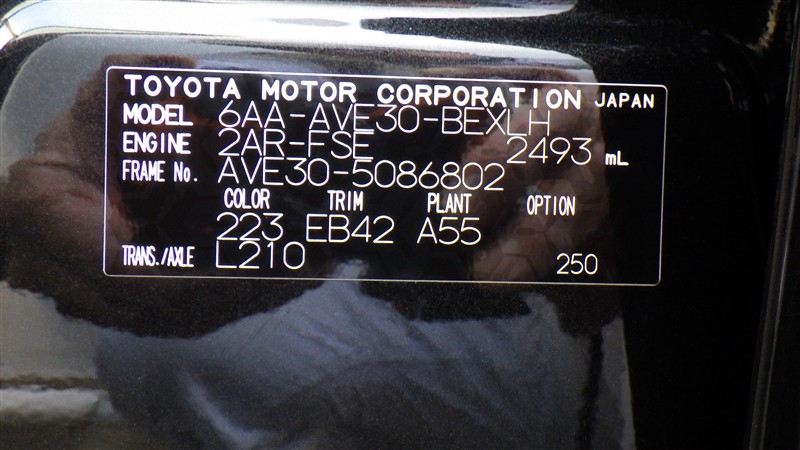 TOYOTA MOTOR CORPORATION JAPAN
MODEL 6AA-AVE30-BEXLH
ENGINE 2AR-FSE 2493 mL
FRAME No. AVE30-5086802
COLOR TRIM PLANT OPTION
223 EB42 A55
TRANS./AXLE L210 250